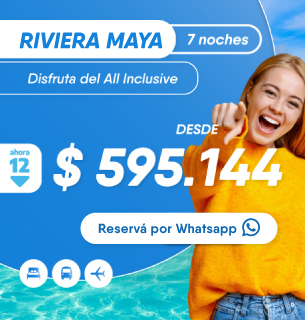 RIVIERA MAYA
7 noches
Disfruta del All Inclusive
DESDE
ahora
12
$ 595.144
Reservá por Whatsapp